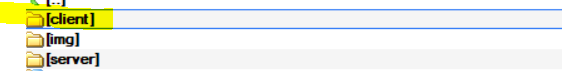 [..]
[client]
[img]
[server]